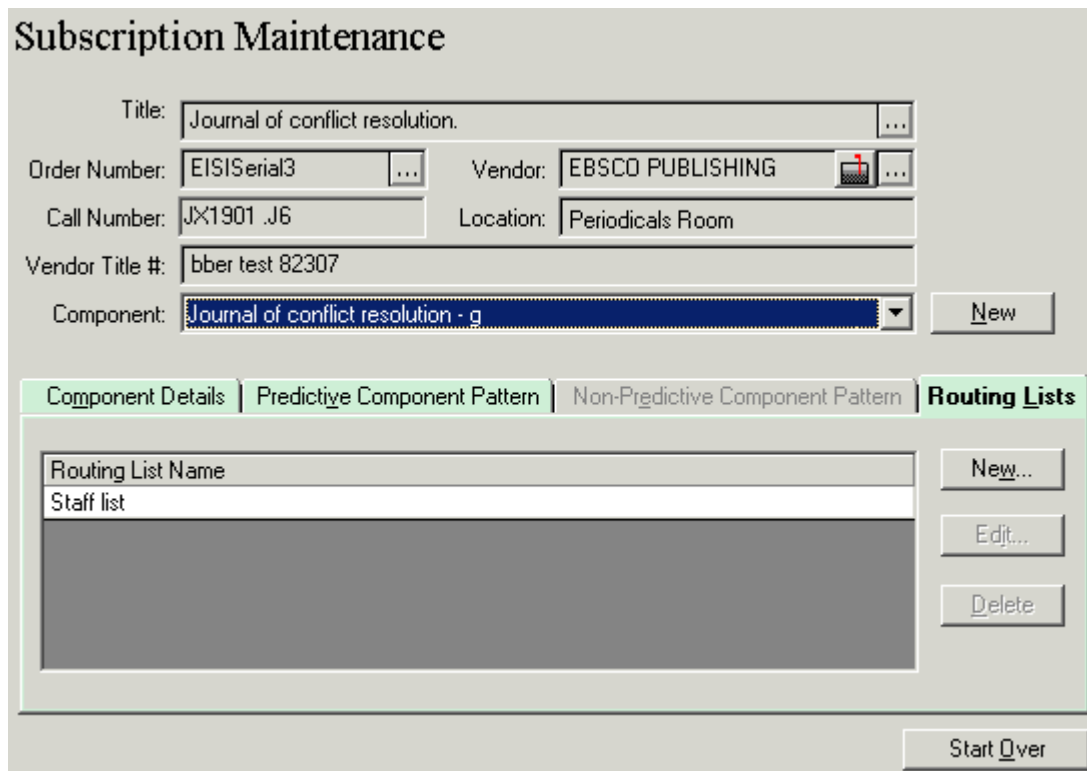 Subscription Maintenance
Title: Journal of conflict resolution. ...
Order Number: EISISerial3 ... Vendor: EBSCO PUBLISHING ...
Call Number: JX1901 .J6 Location: Periodicals Room
Vendor Title #: bber test 82307
Component: Journal of conflict resolution - g New
Component Details Predictive Component Pattern Non-Predictive Component Pattern Routing Lists
Routing List Name New...
Staff list
Edit...
Delete
Start Over